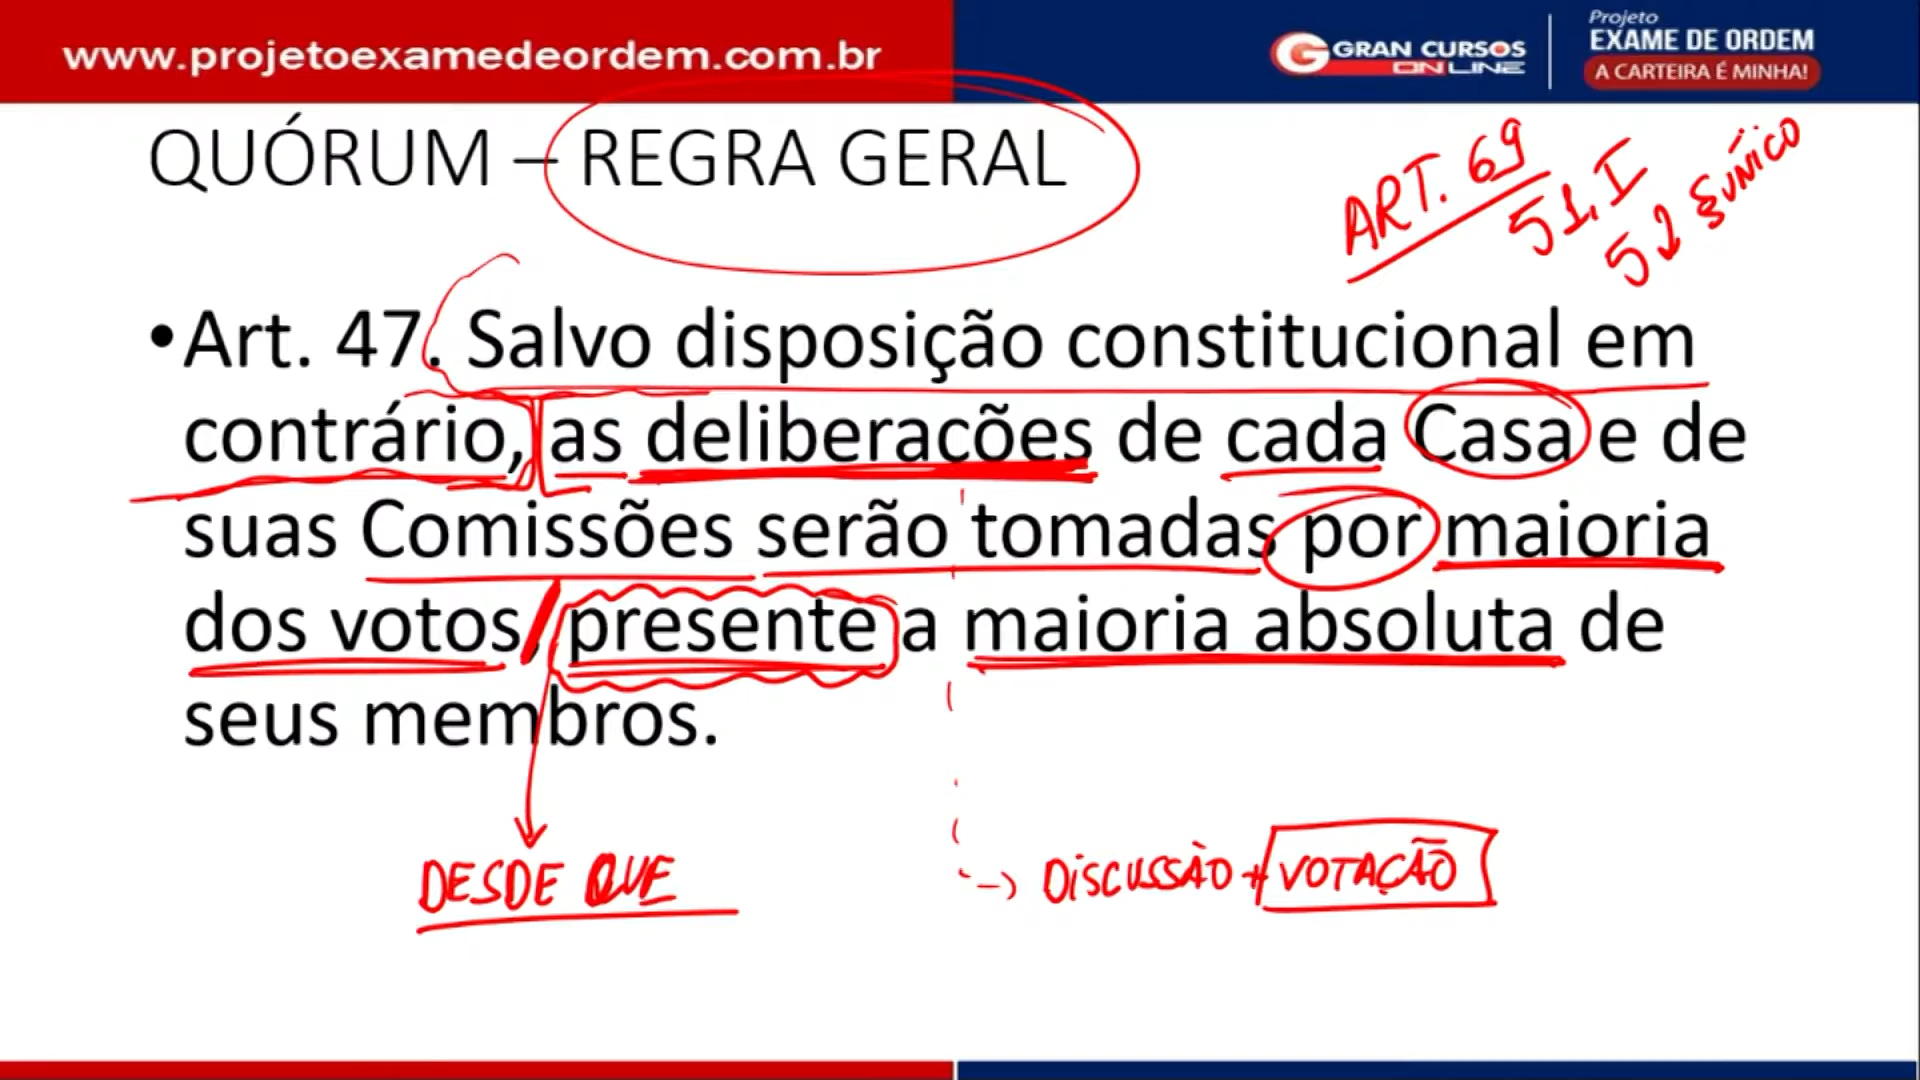 www.projetoexamedeordem.com.br
GRAN CURSOS
ONLINE
Projeto
EXAME DE ORDEM
A CARTEIRA É MINHA!
QUÓRUM – REGRA GERAL
ART. 69
51, I
52 §ÚNICO
•Art. 47. Salvo disposição constitucional em
contrário, as deliberações de cada Casa e de
suas Comissões serão tomadas por maioria
dos votos, presente a maioria absoluta de
seus membros.
DESDE QUE
-> DISCUSSÃO + VOTAÇÃO